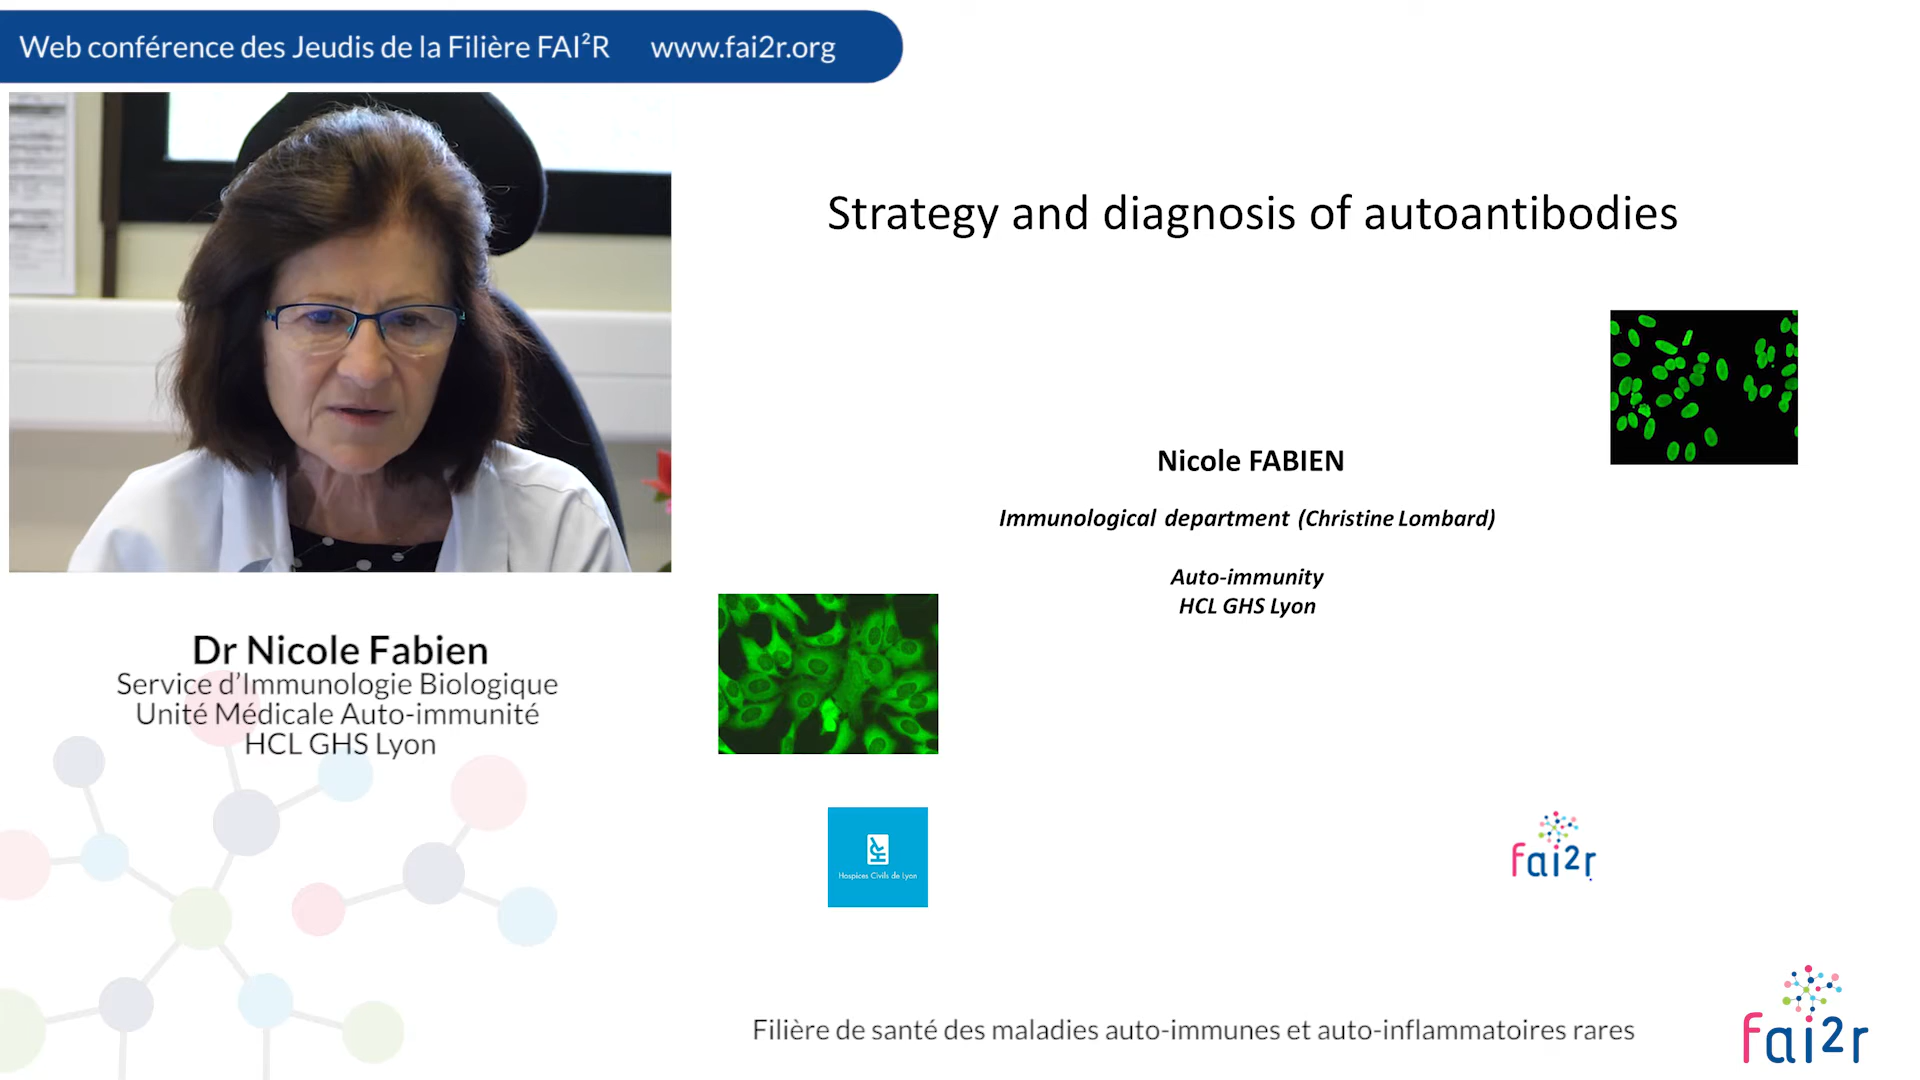 Web conférence des Jeudis de la Filière FAI²R www.fai2r.org
Strategy and diagnosis of autoantibodies
Nicole FABIEN
Immunological department (Christine Lombard)
Auto-immunity
HCL GHS Lyon
Dr Nicole Fabien
Service d'Immunologie Biologique
Unité Médicale Auto-immunité
HCL GHS Lyon
HCL
Hospices Civils de Lyon
fai2r
Filière de santé des maladies auto-immunes et auto-inflammatoires rares
fai2r